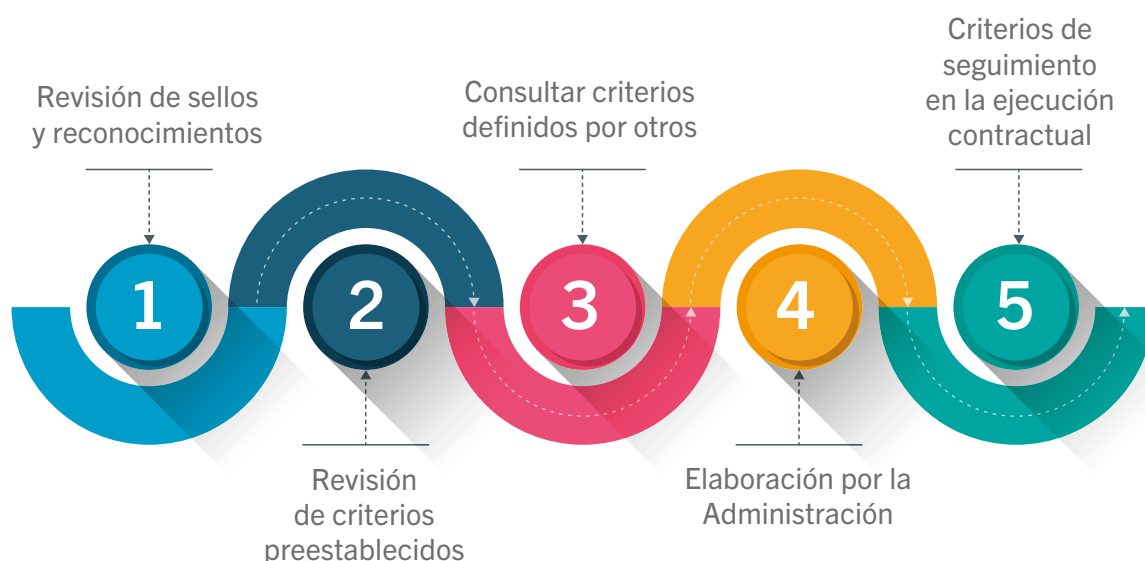 Revisión de sellos
y reconocimientos
1
2
Revisión
de criterios
preestablecidos
Consultar criterios
definidos por otros
3
4
Elaboración por la
Administración
Criterios de
seguimiento
en la ejecución
contractual
5